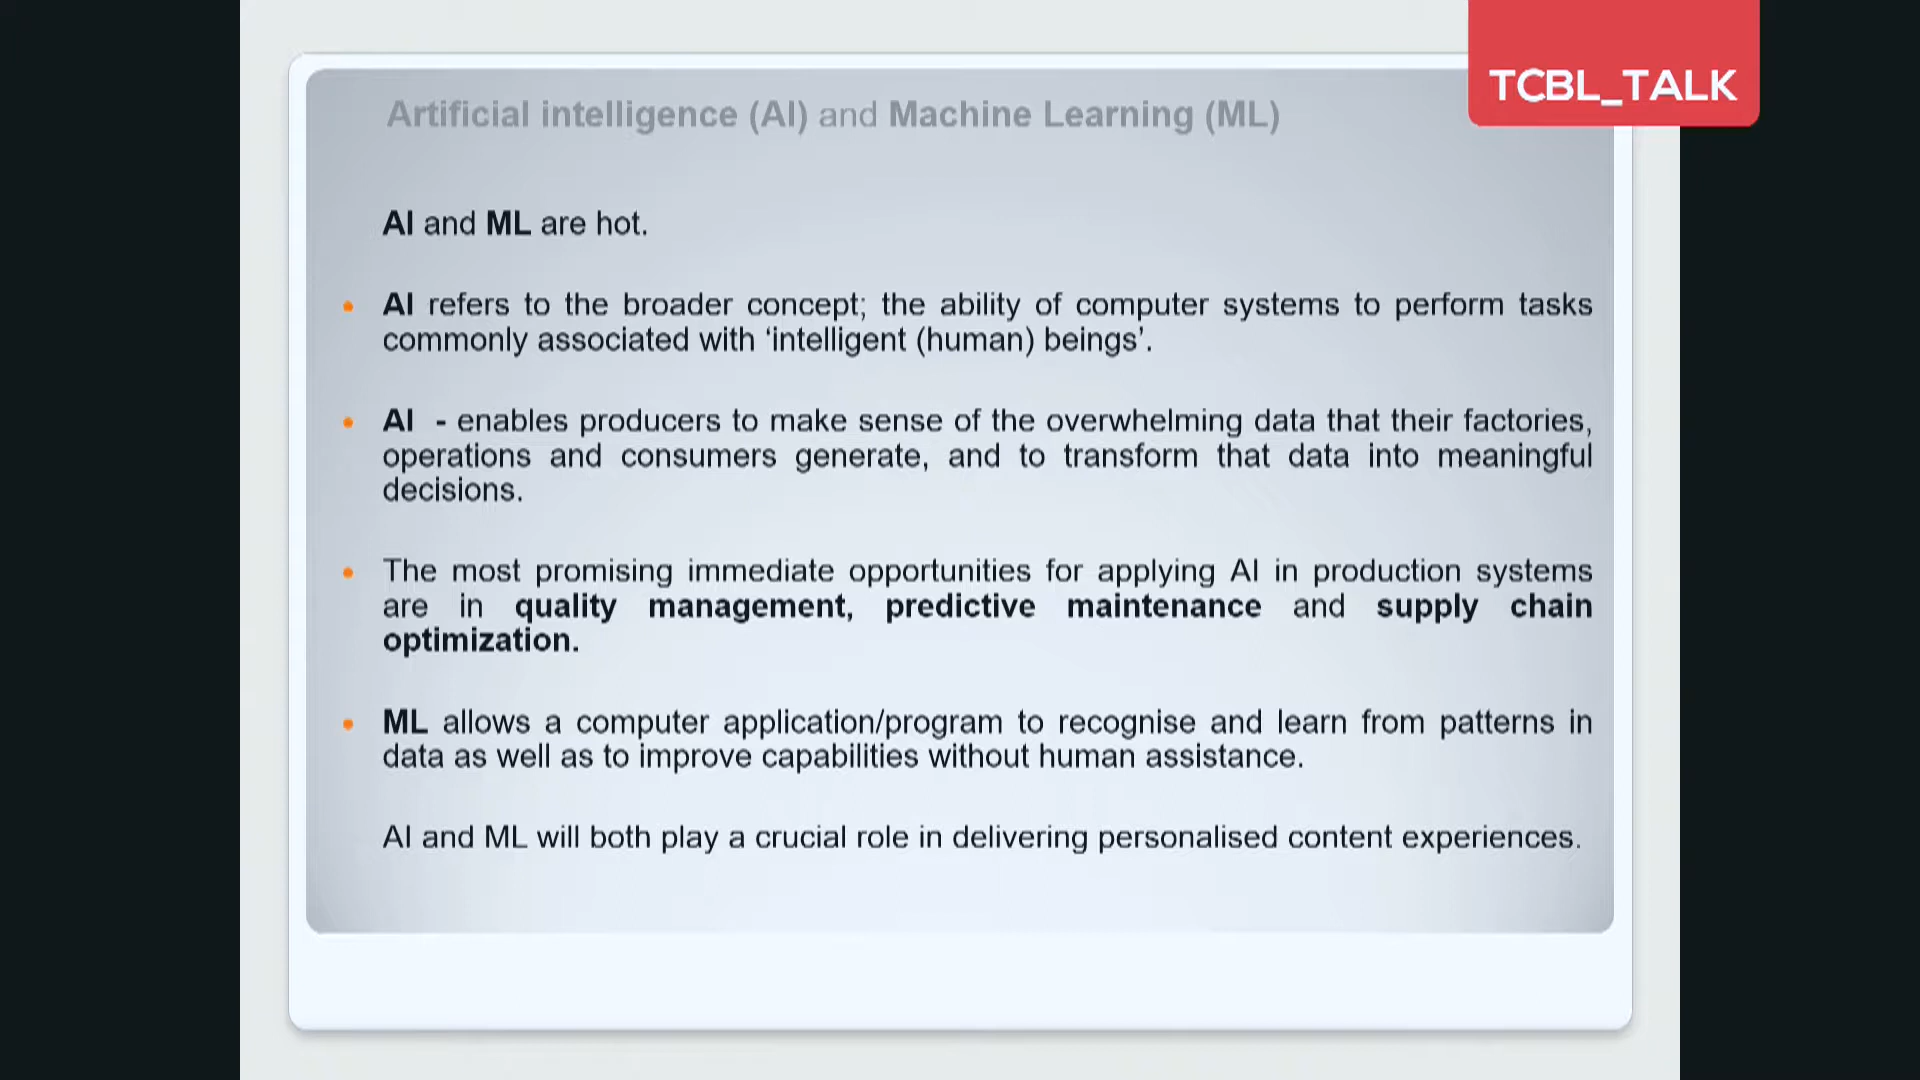 TCBL_TALK
Artificial intelligence (AI) and Machine Learning (ML)
AI and ML are hot.
• AI refers to the broader concept; the ability of computer systems to perform tasks
commonly associated with ‘intelligent (human) beings’.
• AI - enables producers to make sense of the overwhelming data that their factories,
operations and consumers generate, and to transform that data into meaningful
decisions.
• The most promising immediate opportunities for applying AI in production systems
are in quality management, predictive maintenance and supply chain
optimization.
• ML allows a computer application/program to recognise and learn from patterns in
data as well as to improve capabilities without human assistance.
AI and ML will both play a crucial role in delivering personalised content experiences.